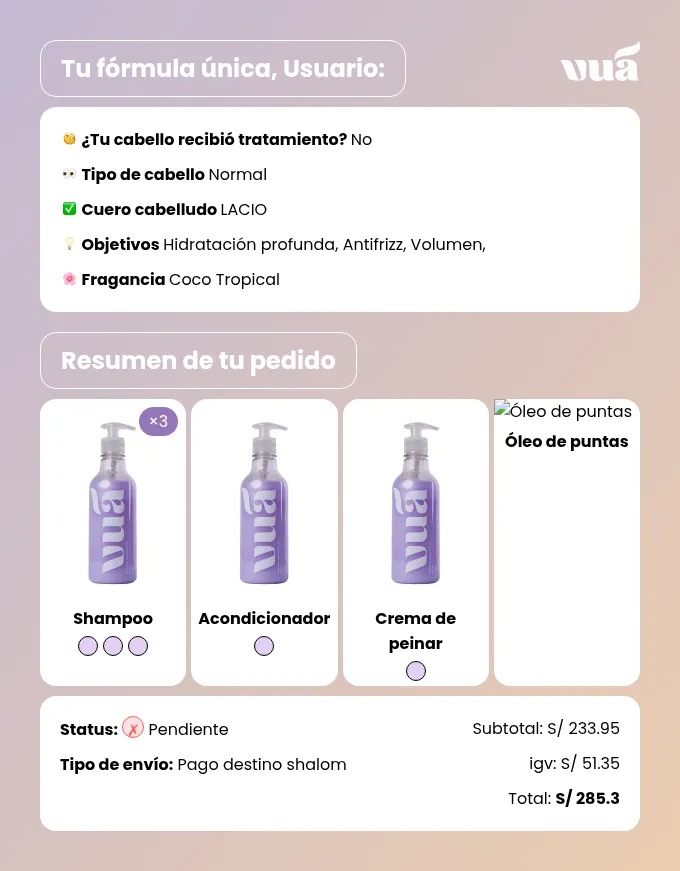 Tu fórmula única, Usuario:
vuá
¿Tu cabello recibió tratamiento? No
Tipo de cabello Normal
Cuero cabelludo LACIO
Objetivos Hidratación profunda, Antifrizz, Volumen,
Fragancia Coco Tropical
Resumen de tu pedido
×3
vuá
Shampoo
vuá
Acondicionador
vuá
Crema de
peinar
Óleo de puntas
Óleo de puntas
Status: ✗ Pendiente
Tipo de envío: Pago destino shalom
Subtotal: S/ 233.95
igv: S/ 51.35
Total: S/ 285.3